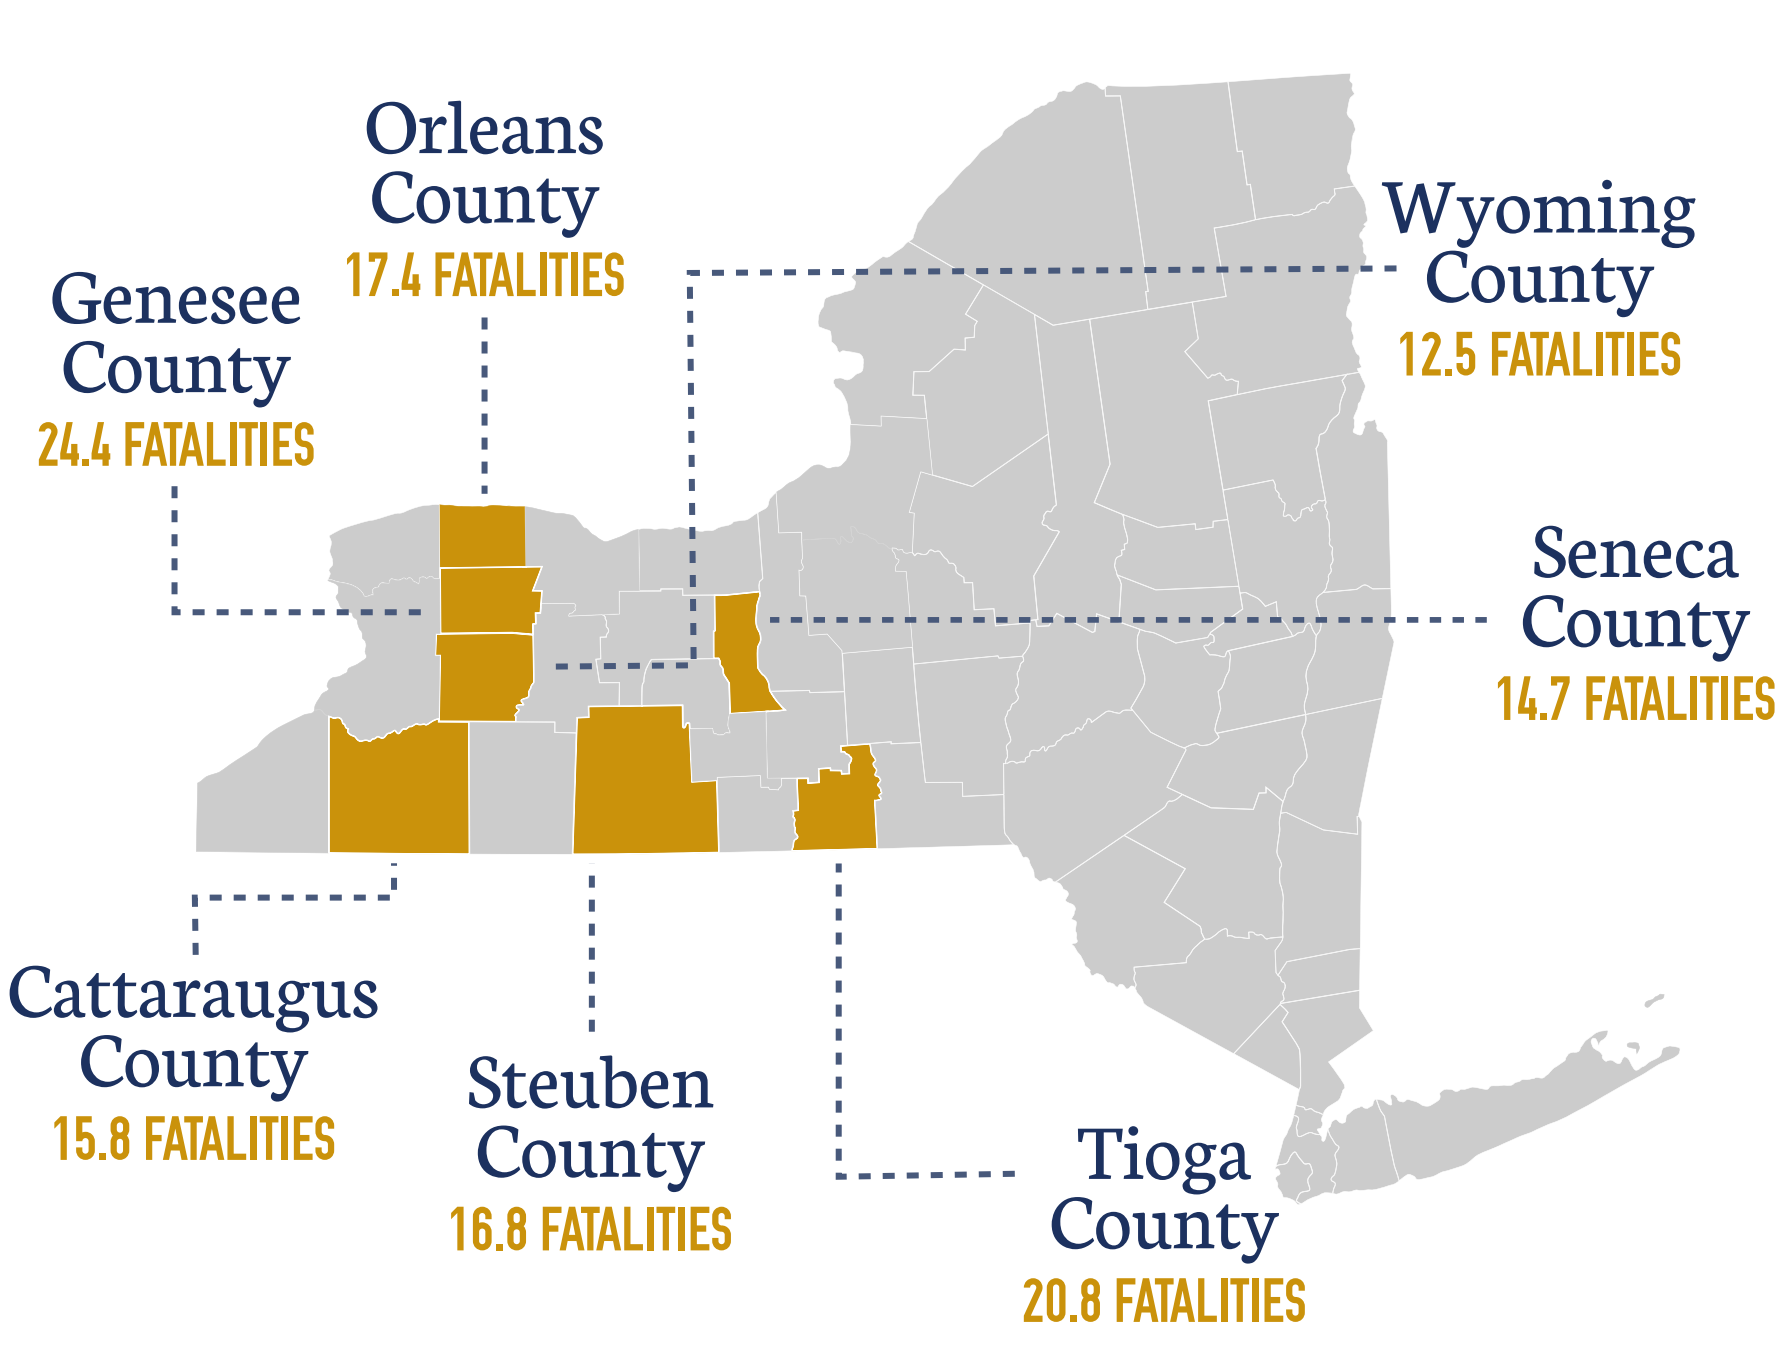 Orleans
County
17.4 FATALITIES
Genesee
County
24.4 FATALITIES
Wyoming
County
12.5 FATALITIES
Seneca
County
14.7 FATALITIES
Cattaraugus
County
15.8 FATALITIES
Steuben
County
16.8 FATALITIES
Tioga
County
20.8 FATALITIES